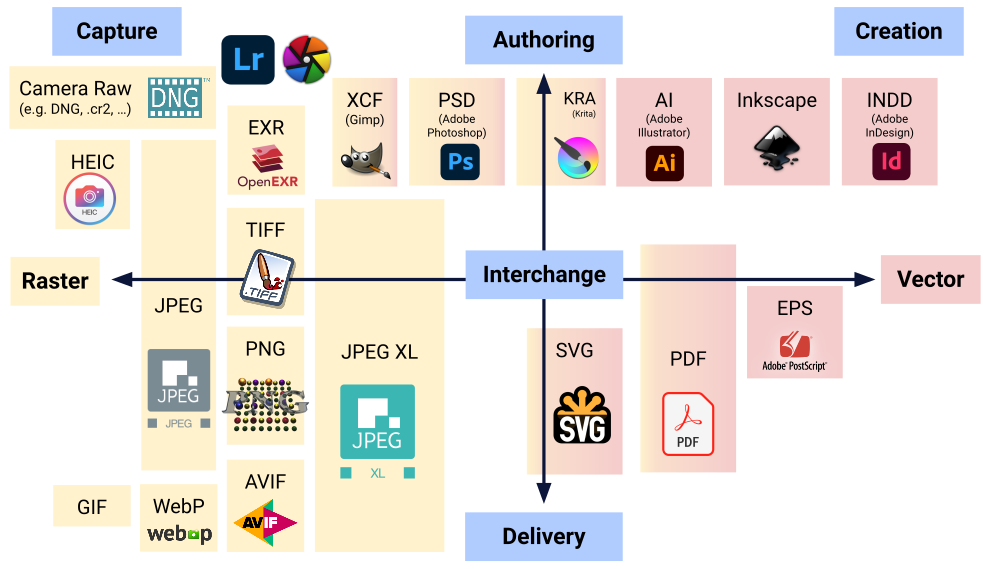 Capture
Authoring
Creation
Lr
Camera Raw
(e.g. DNG, .cr2, ...)
DNG
TM
XCF
(Gimp)
PSD
(Adobe
Photoshop)
Ps
KRA
(Krita)
AI
(Adobe
Illustrator)
Ai
Inkscape
INDD
(Adobe
InDesign)
Id
EXR
OpenEXR
HEIC
HEIC
TIFF
.TIFF
Raster
Interchange
Vector
JPEG
JPEG
JPEG
PNG
PNG
JPEG XL
JPEG
XL
SVG
SVG
PDF
PDF
EPS
Adobe® PostScript®
GIF
WebP
webp
AVIF
AVIF
Delivery